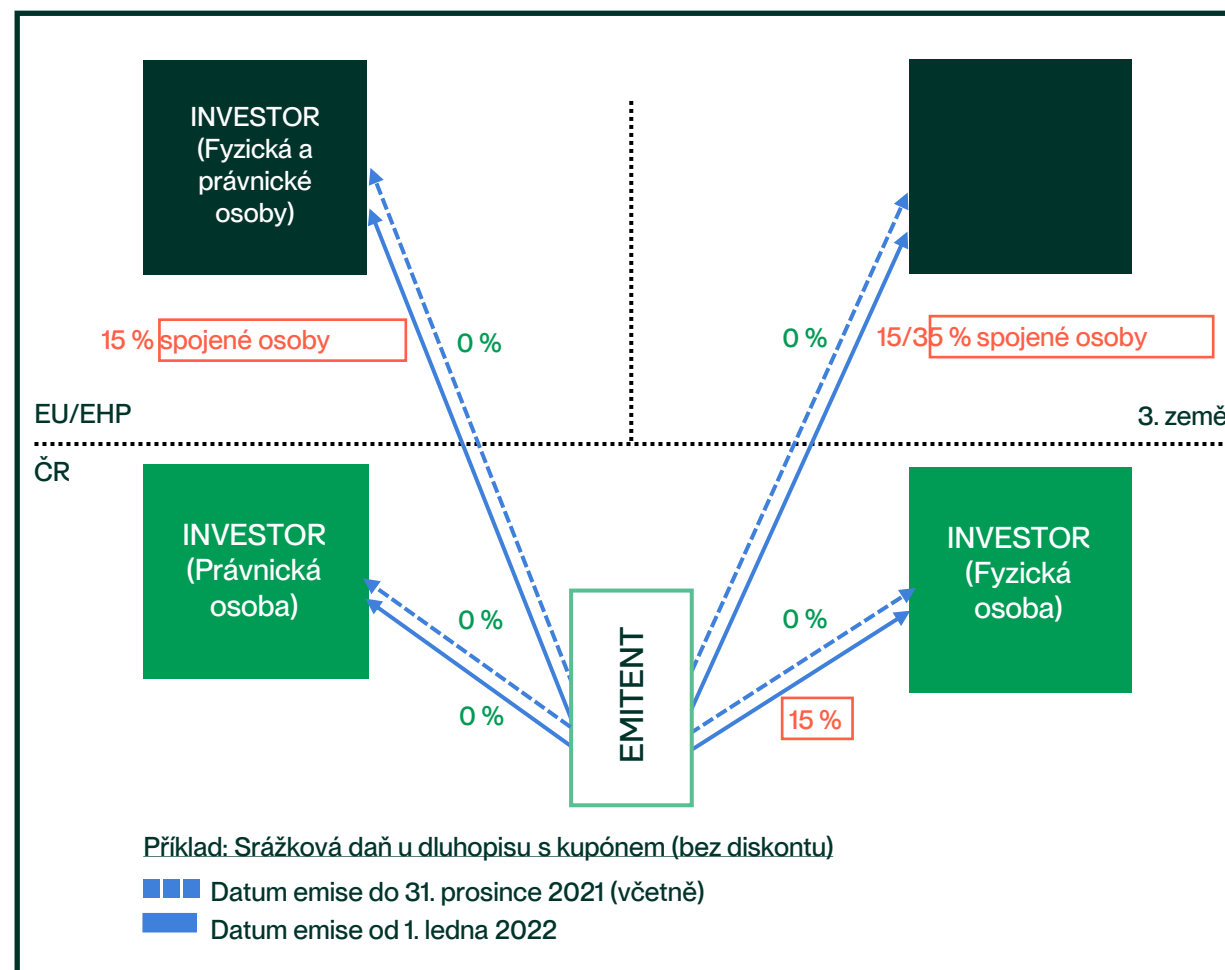 INVESTOR
(Fyzická a
právnické
osoby)
15 % spojené osoby
0 %
0 %
15/35 % spojené osoby
EU/EHP
3. země
ČR
INVESTOR
(Právnická
osoba)
INVESTOR
(Fyzická
osoba)
0 %
0 %
0 %
15 %
EMITENT
Příklad: Srážková daň u dluhopisu s kupónem (bez diskontu)
Datum emise do 31. prosince 2021 (včetně)
Datum emise od 1. ledna 2022